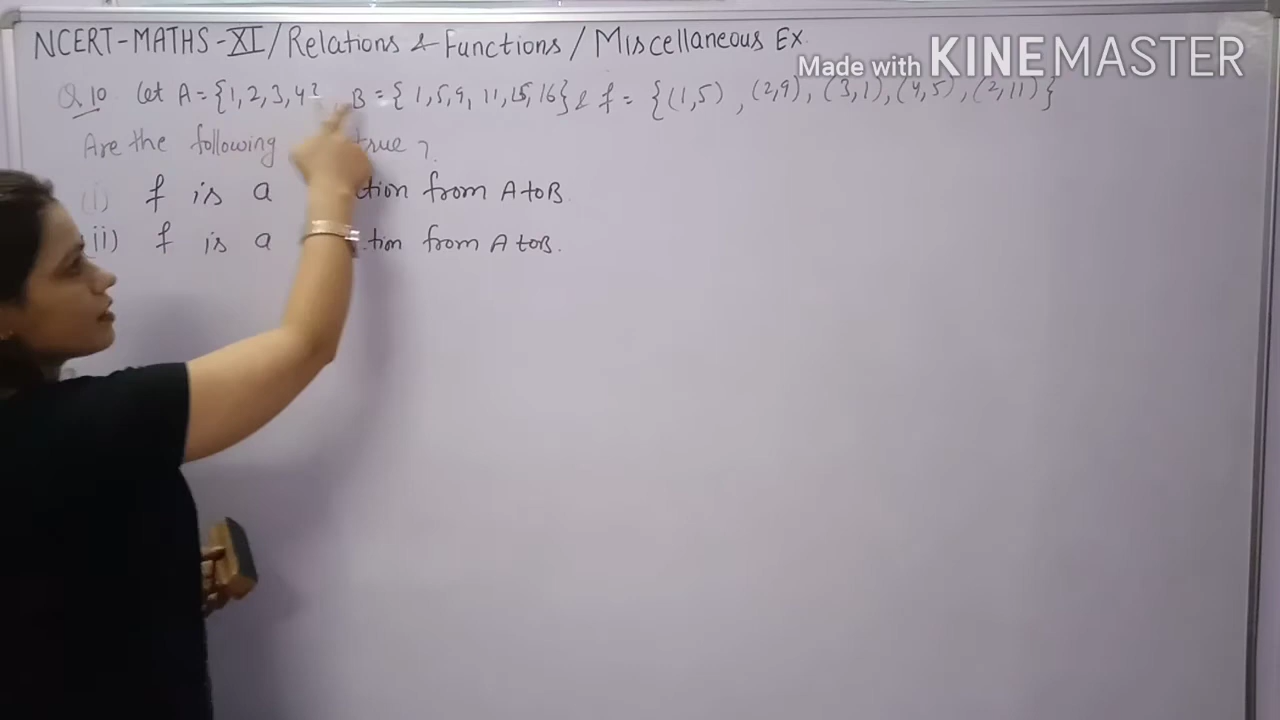 NCERT-MATHS-XI/Relations & Functions/Miscellaneous Ex.
Made with KINEMASTER
Q.10 Let A = {1,2,3,4} B = {1,5,9,11,15,16} & f = {(1,5), (2,9), (3,1), (4,5), (2,11)}
Are the following true?
(i) f is a tion from A to B.
(ii) f is a tion from A to B.